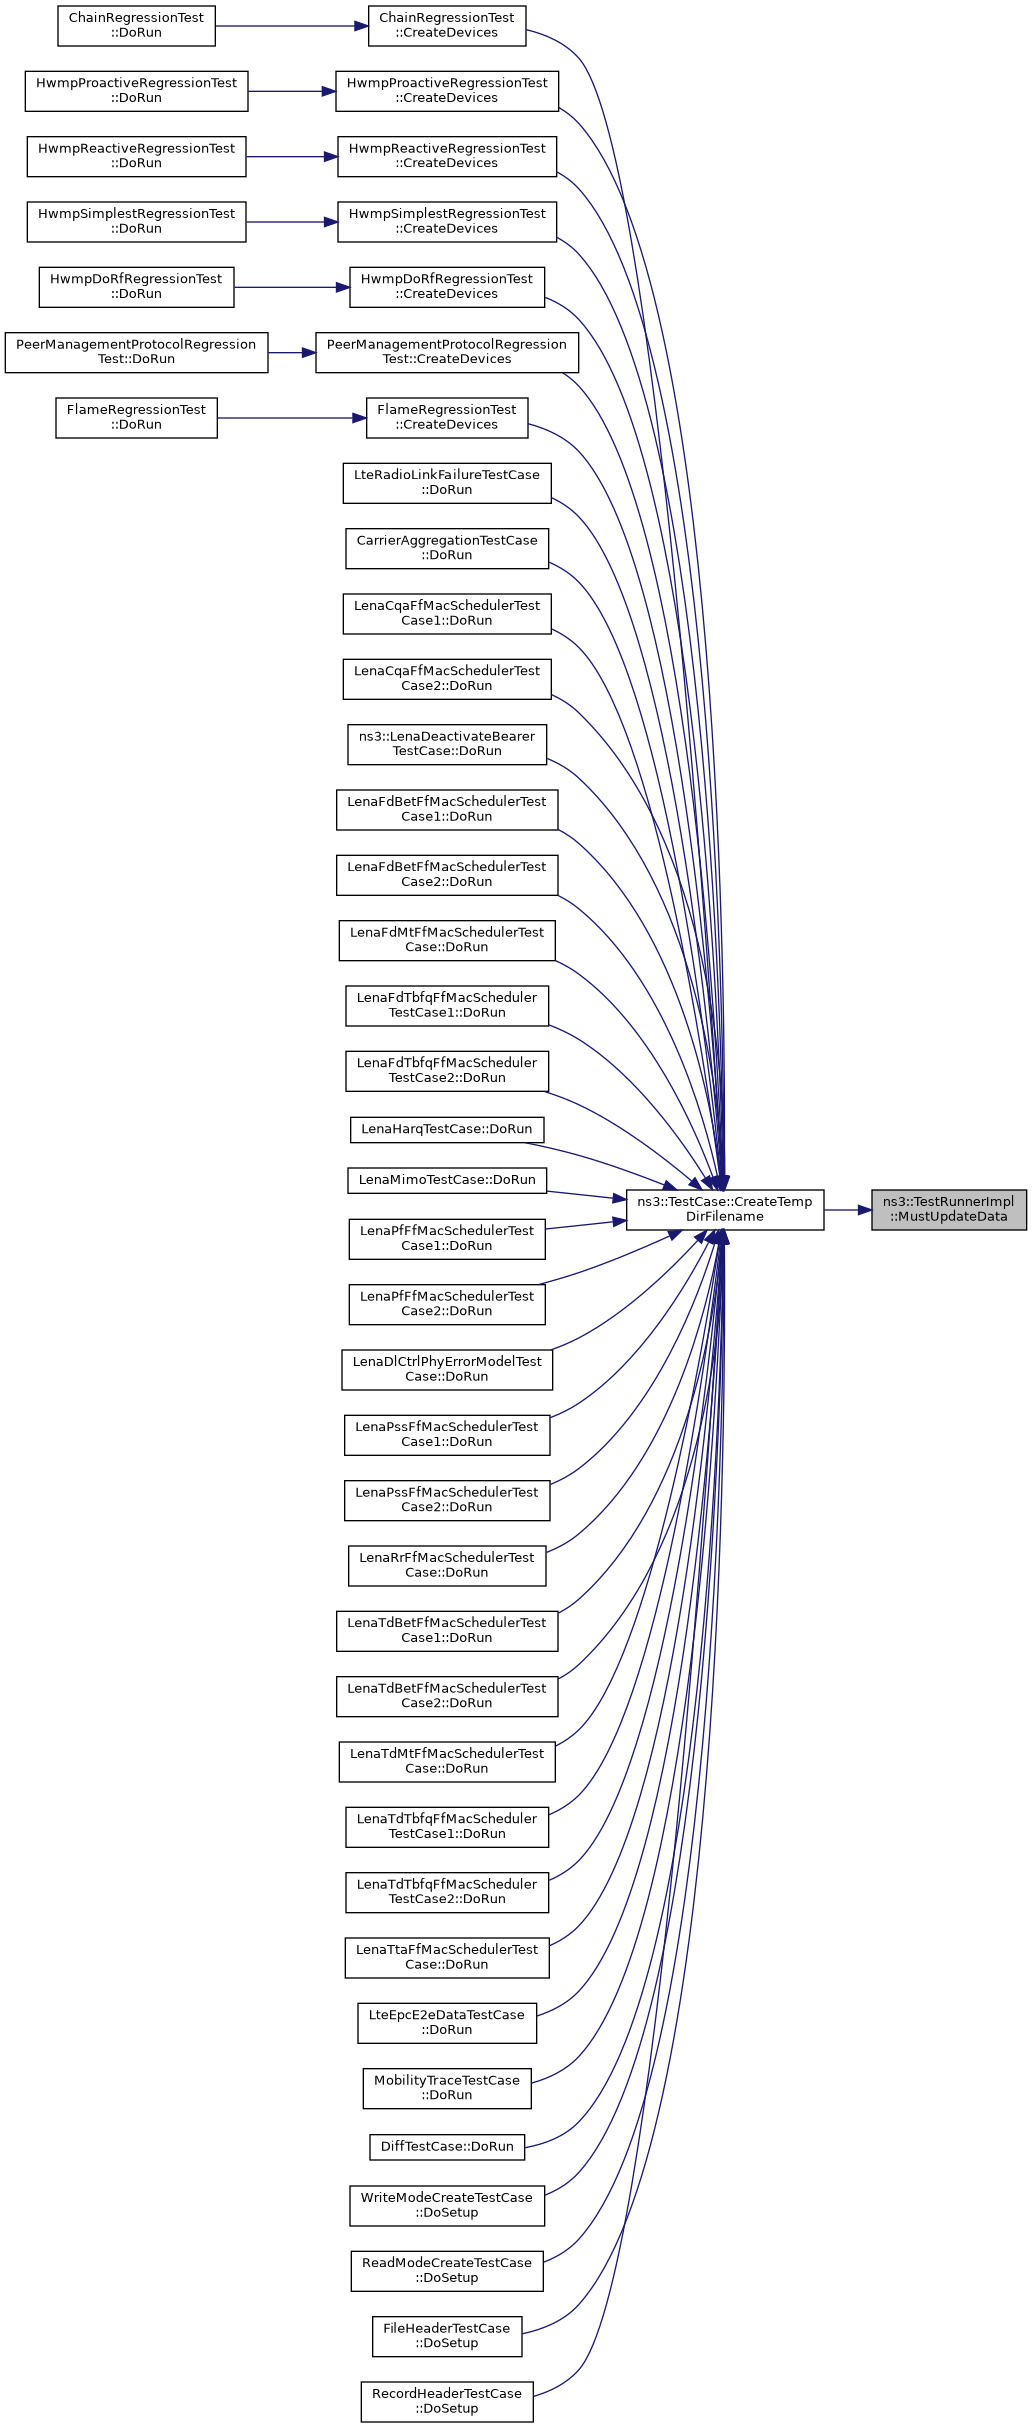 ChainRegressionTest
::DoRun
ChainRegressionTest
::CreateDevices
HwmpProactiveRegressionTest
::DoRun
HwmpProactiveRegressionTest
::CreateDevices
HwmpReactiveRegressionTest
::DoRun
HwmpReactiveRegressionTest
::CreateDevices
HwmpSimplestRegressionTest
::DoRun
HwmpSimplestRegressionTest
::CreateDevices
HwmpDoRfRegressionTest
::DoRun
HwmpDoRfRegressionTest
::CreateDevices
PeerManagementProtocolRegression
Test::DoRun
PeerManagementProtocolRegression
Test::CreateDevices
FlameRegressionTest
::DoRun
FlameRegressionTest
::CreateDevices
LteRadioLinkFailureTestCase
::DoRun
CarrierAggregationTestCase
::DoRun
LenaCqaFfMacSchedulerTest
Case1::DoRun
LenaCqaFfMacSchedulerTest
Case2::DoRun
ns3::LenaDeactivateBearer
TestCase::DoRun
LenaFdBetFfMacSchedulerTest
Case1::DoRun
LenaFdBetFfMacSchedulerTest
Case2::DoRun
LenaFdMtFfMacSchedulerTest
Case::DoRun
LenaFdTbfqFfMacScheduler
TestCase1::DoRun
LenaFdTbfqFfMacScheduler
TestCase2::DoRun
LenaHarqTestCase::DoRun
LenaMimoTestCase::DoRun
ns3::TestCase::CreateTemp
DirFilename
ns3::TestRunnerImpl
::MustUpdateData
LenaPfFfMacSchedulerTest
Case1::DoRun
LenaPfFfMacSchedulerTest
Case2::DoRun
LenaDlCtrlPhyErrorModelTest
Case::DoRun
LenaPssFfMacSchedulerTest
Case1::DoRun
LenaPssFfMacSchedulerTest
Case2::DoRun
LenaRrFfMacSchedulerTest
Case::DoRun
LenaTdBetFfMacSchedulerTest
Case1::DoRun
LenaTdBetFfMacSchedulerTest
Case2::DoRun
LenaTdMtFfMacSchedulerTest
Case::DoRun
LenaTdTbfqFfMacScheduler
TestCase1::DoRun
LenaTdTbfqFfMacScheduler
TestCase2::DoRun
LenaTtaFfMacSchedulerTest
Case::DoRun
LteEpcE2eDataTestCase
::DoRun
MobilityTraceTestCase
::DoRun
DiffTestCase::DoRun
WriteModeCreateTestCase
::DoSetup
ReadModeCreateTestCase
::DoSetup
FileHeaderTestCase
::DoSetup
RecordHeaderTestCase
::DoSetup